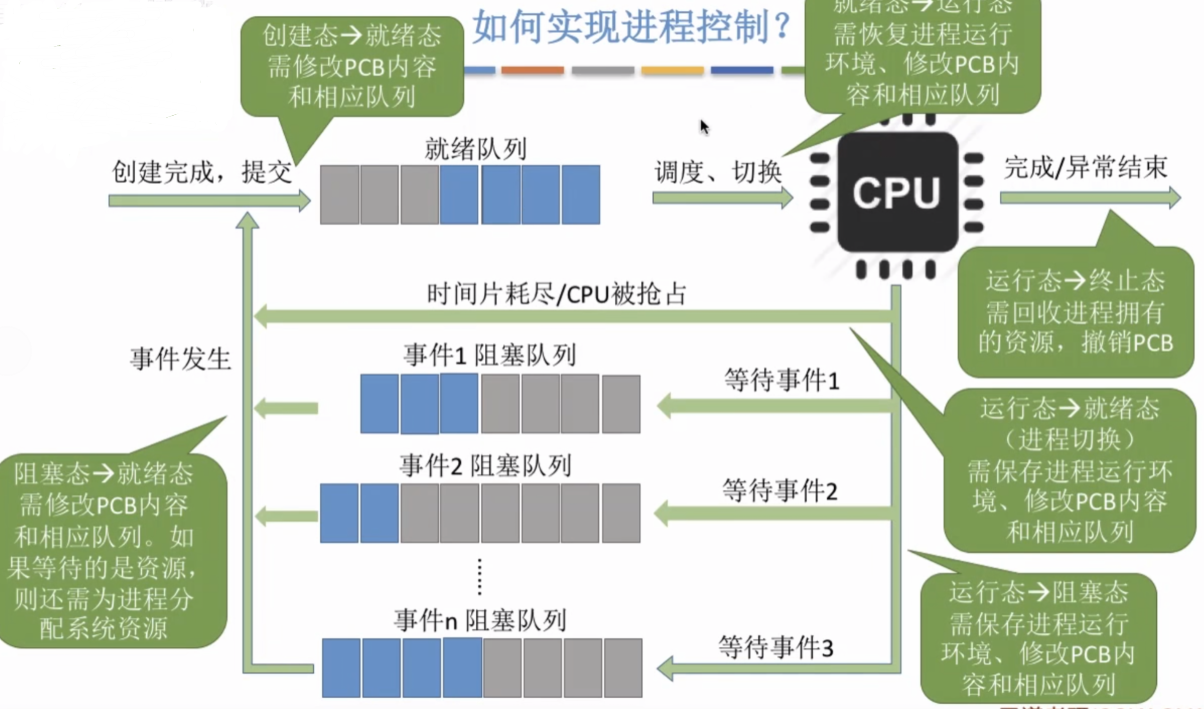 如何实现进程控制？
创建态→就绪态
需修改PCB内容
和相应队列
就绪态→运行态
需恢复进程运行
环境、修改PCB内
容和相应队列
创建完成，提交
就绪队列
调度、切换
CPU
完成/异常结束
运行态→终止态
需回收进程拥有
的资源，撤销PCB
时间片耗尽/CPU被抢占
事件发生
事件1 阻塞队列
等待事件1
运行态→就绪态
（进程切换）
需保存进程运行环
境、修改PCB内容
和相应队列
阻塞态→就绪态
需修改PCB内容
和相应队列。如
果等待的是资源，
则还需为进程分
配系统资源
事件2 阻塞队列
等待事件2
事件n 阻塞队列
等待事件3
运行态→阻塞态
需保存进程运行
环境、修改PCB内
容和相应队列